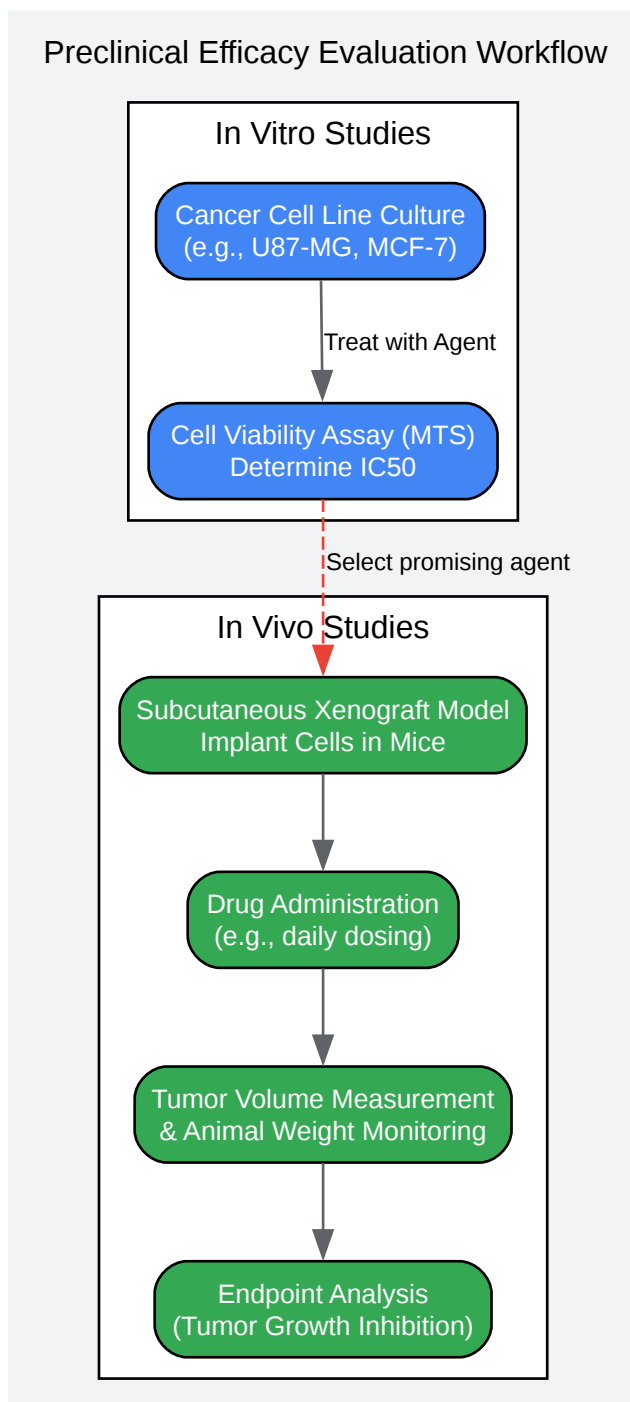 Preclinical Efficacy Evaluation Workflow
In Vitro Studies
Cancer Cell Line Culture
(e.g., U87-MG, MCF-7)
Treat with Agent
Cell Viability Assay (MTS)
Determine IC50
Select promising agent
In Vivo Studies
Subcutaneous Xenograft Model
Implant Cells in Mice
Drug Administration
(e.g., daily dosing)
Tumor Volume Measurement
& Animal Weight Monitoring
Endpoint Analysis
(Tumor Growth Inhibition)